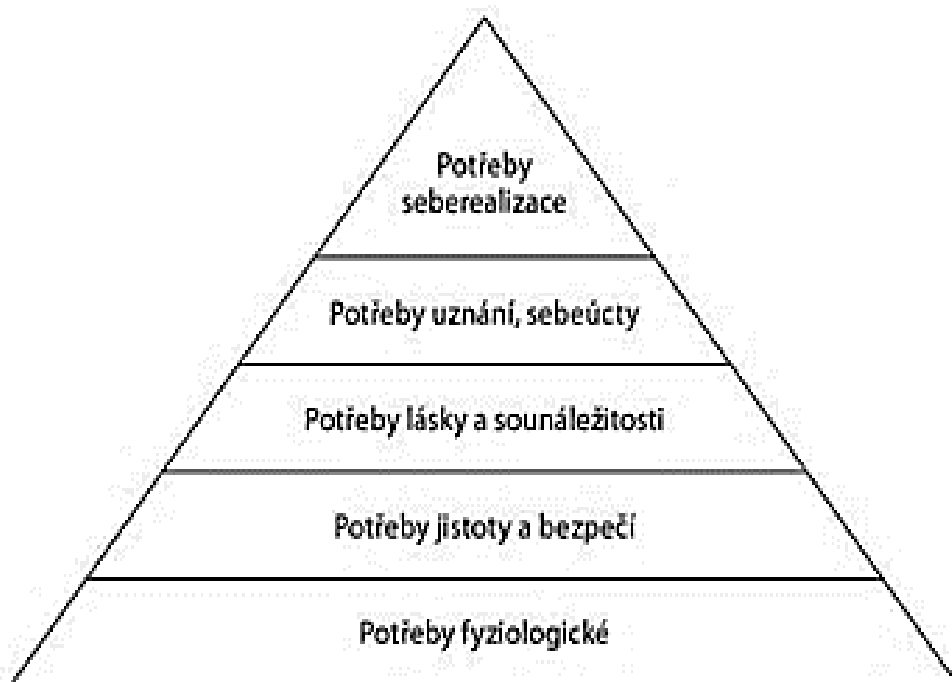 Potřeby
seberealizace
Potřeby uznání, sebeúcty
Potřeby lásky a sounáležitosti
Potřeby jistoty a bezpečí
Potřeby fyziologické